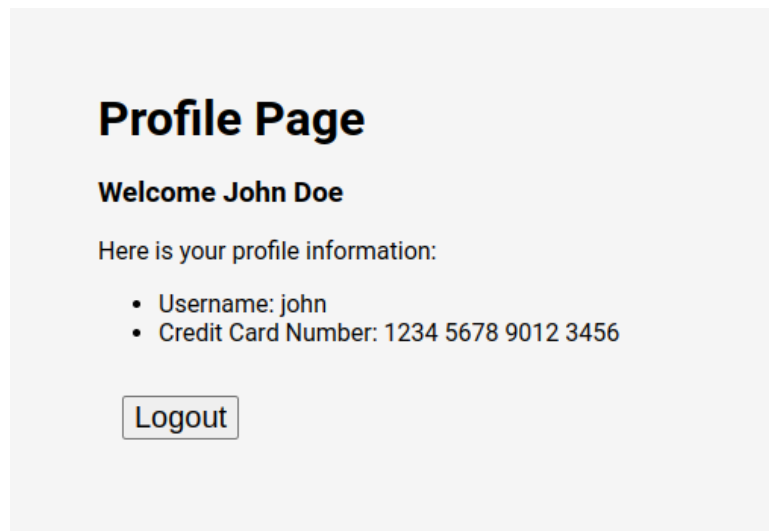 Profile Page
Welcome John Doe
Here is your profile information:
Username: john
Credit Card Number: 1234 5678 9012 3456
Logout